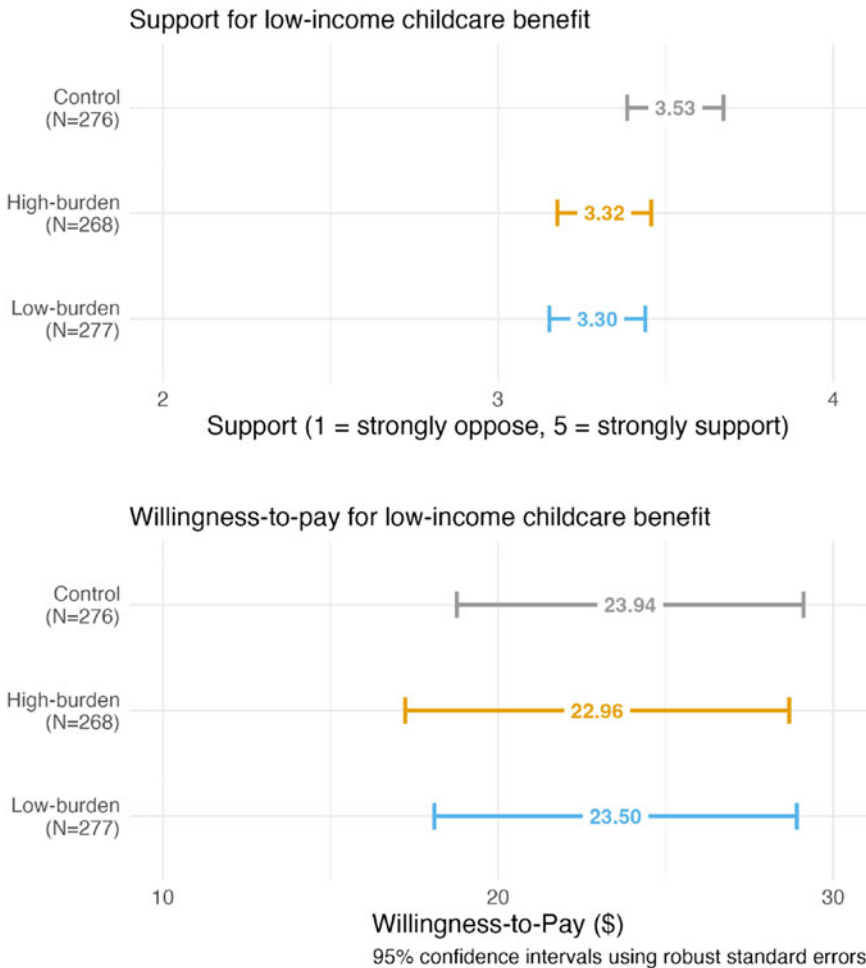 Support for low-income childcare benefit
Control
(N=276)
3.53
High-burden
(N=268)
3.32
Low-burden
(N=277)
3.30
2 3 4
Support (1 = strongly oppose, 5 = strongly support)
Willingness-to-pay for low-income childcare benefit
Control
(N=276)
23.94
High-burden
(N=268)
22.96
Low-burden
(N=277)
23.50
10 20 30
Willingness-to-Pay ($)
95% confidence intervals using robust standard errors